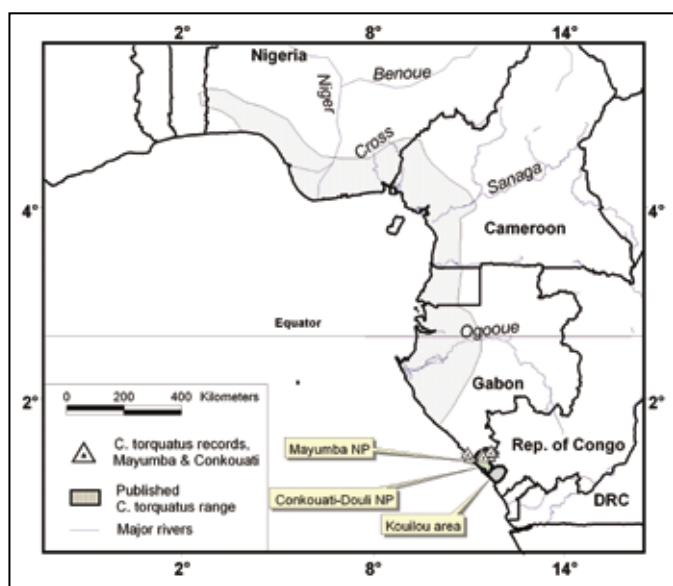 2° 8° 14°
Nigeria
Benoue
Niger
Cross
Sanaga
4° 4°
Cameroon
Equator
Ogooue
0 200 400 Kilometers
Gabon
2° 2°
C. torquatus records,
Mayumba & Conkouati
Mayumba NP
Rep. of Congo
Published
C. torquatus range
Conkouati-Douli NP
DRC
Kouilou area
Major rivers
2° 8° 14°